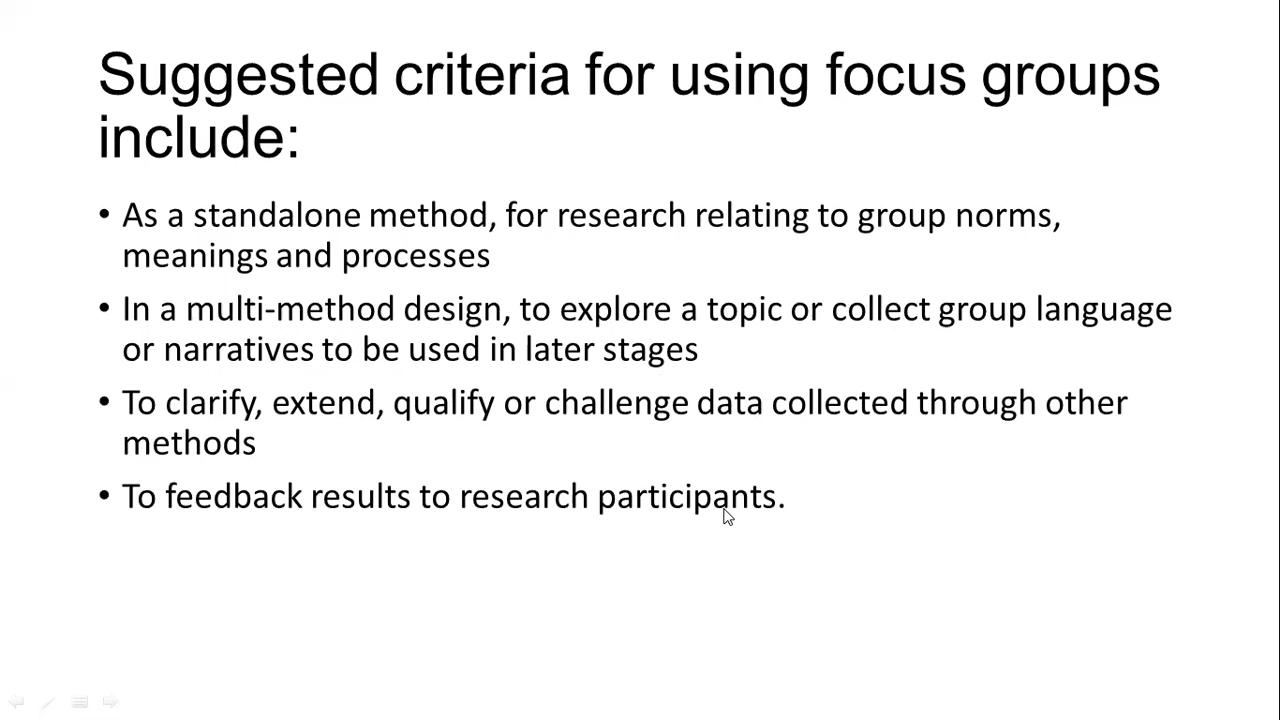 Suggested criteria for using focus groups
include:
• As a standalone method, for research relating to group norms,
meanings and processes
• In a multi-method design, to explore a topic or collect group language
or narratives to be used in later stages
• To clarify, extend, qualify or challenge data collected through other
methods
• To feedback results to research participants.